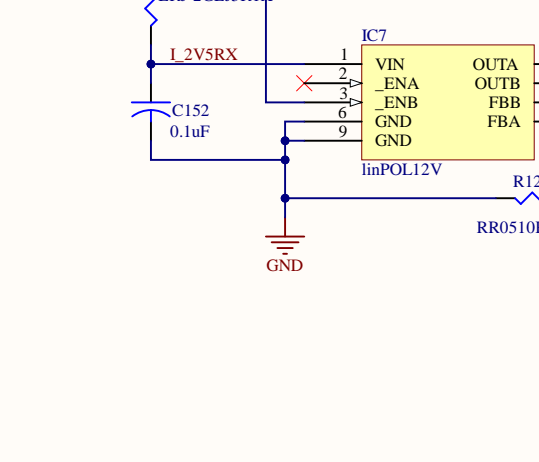 IC7
I_2V5RX
1
VIN
OUTA
2
_ENA
OUTB
3
_ENB
FBB
6
GND
FBA
9
GND
C152
0.1uF
linPOL12V
R12
GND